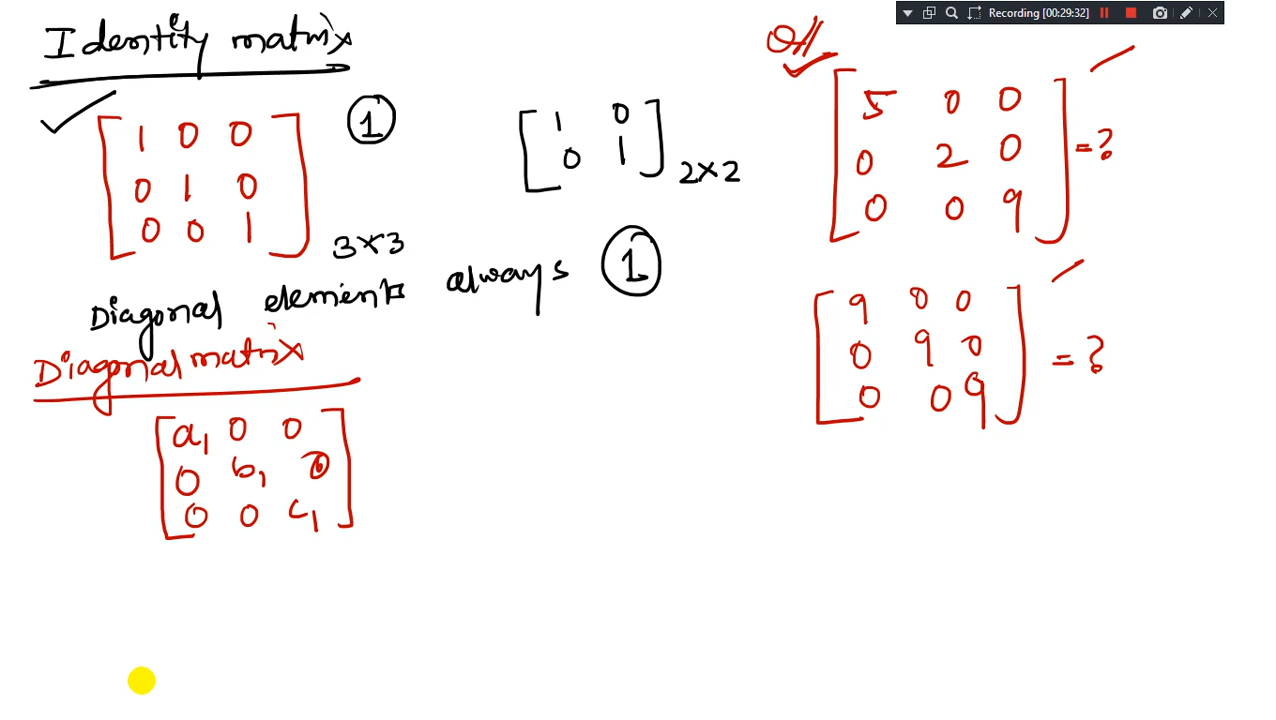 Recording [00:29:32]
Identity matrix
1 0 0
0 1 0
0 0 1
3×3
1
1 0
0 1
2×2
Diagonal elements always 1
Diagonal matrix
a1 0 0
0 b1 0
0 0 c1
5 0 0
0 2 0
0 0 9
=?
9 0 0
0 9 0
0 0 9
=?